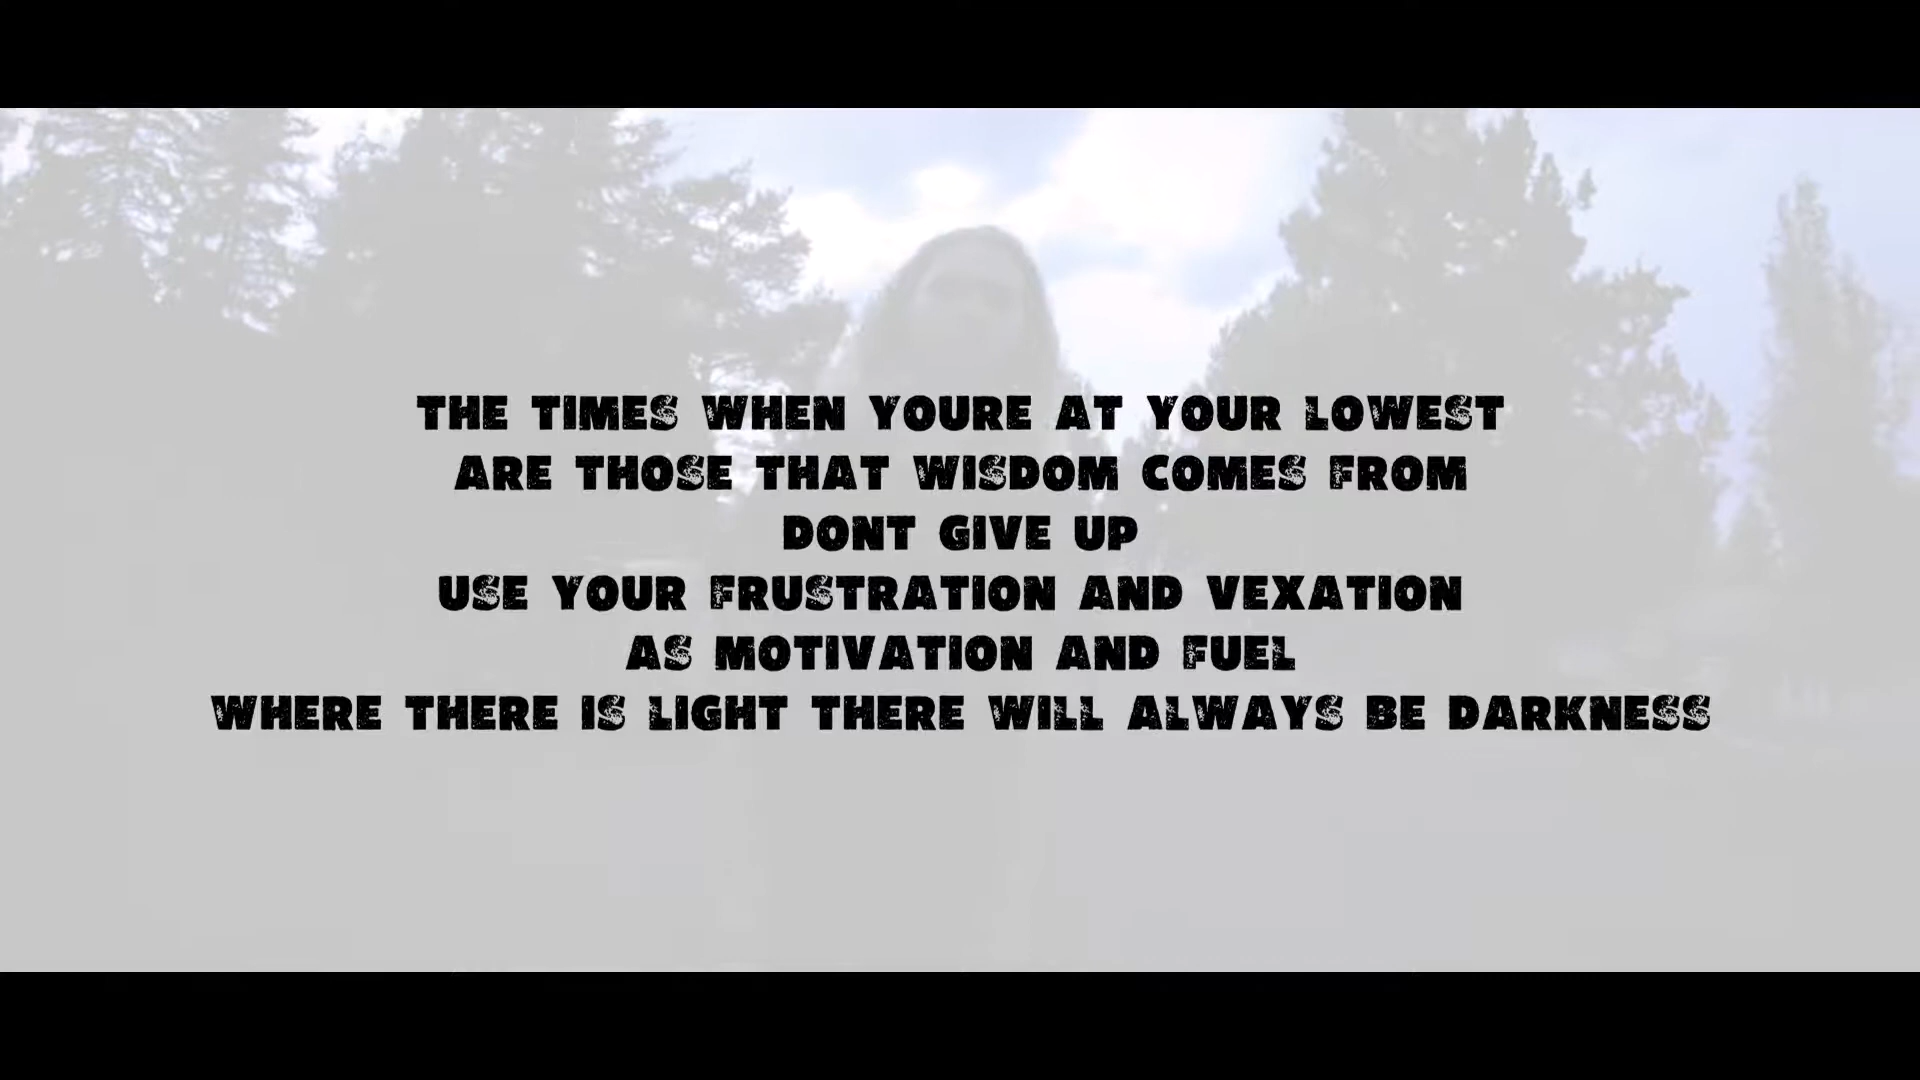 THE TIMES WHEN YOURE AT YOUR LOWEST
ARE THOSE THAT WISDOM COMES FROM
DONT GIVE UP
USE YOUR FRUSTRATION AND VEXATION
AS MOTIVATION AND FUEL
WHERE THERE IS LIGHT THERE WILL ALWAYS BE DARKNESS